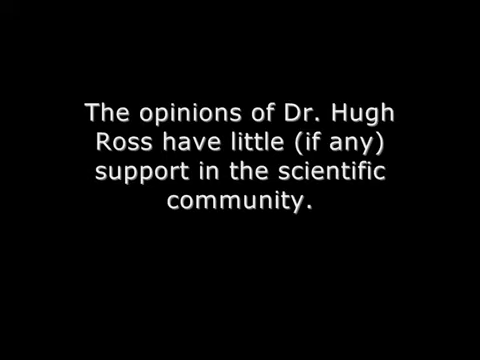 The opinions of Dr. Hugh
Ross have little (if any)
support in the scientific
community.